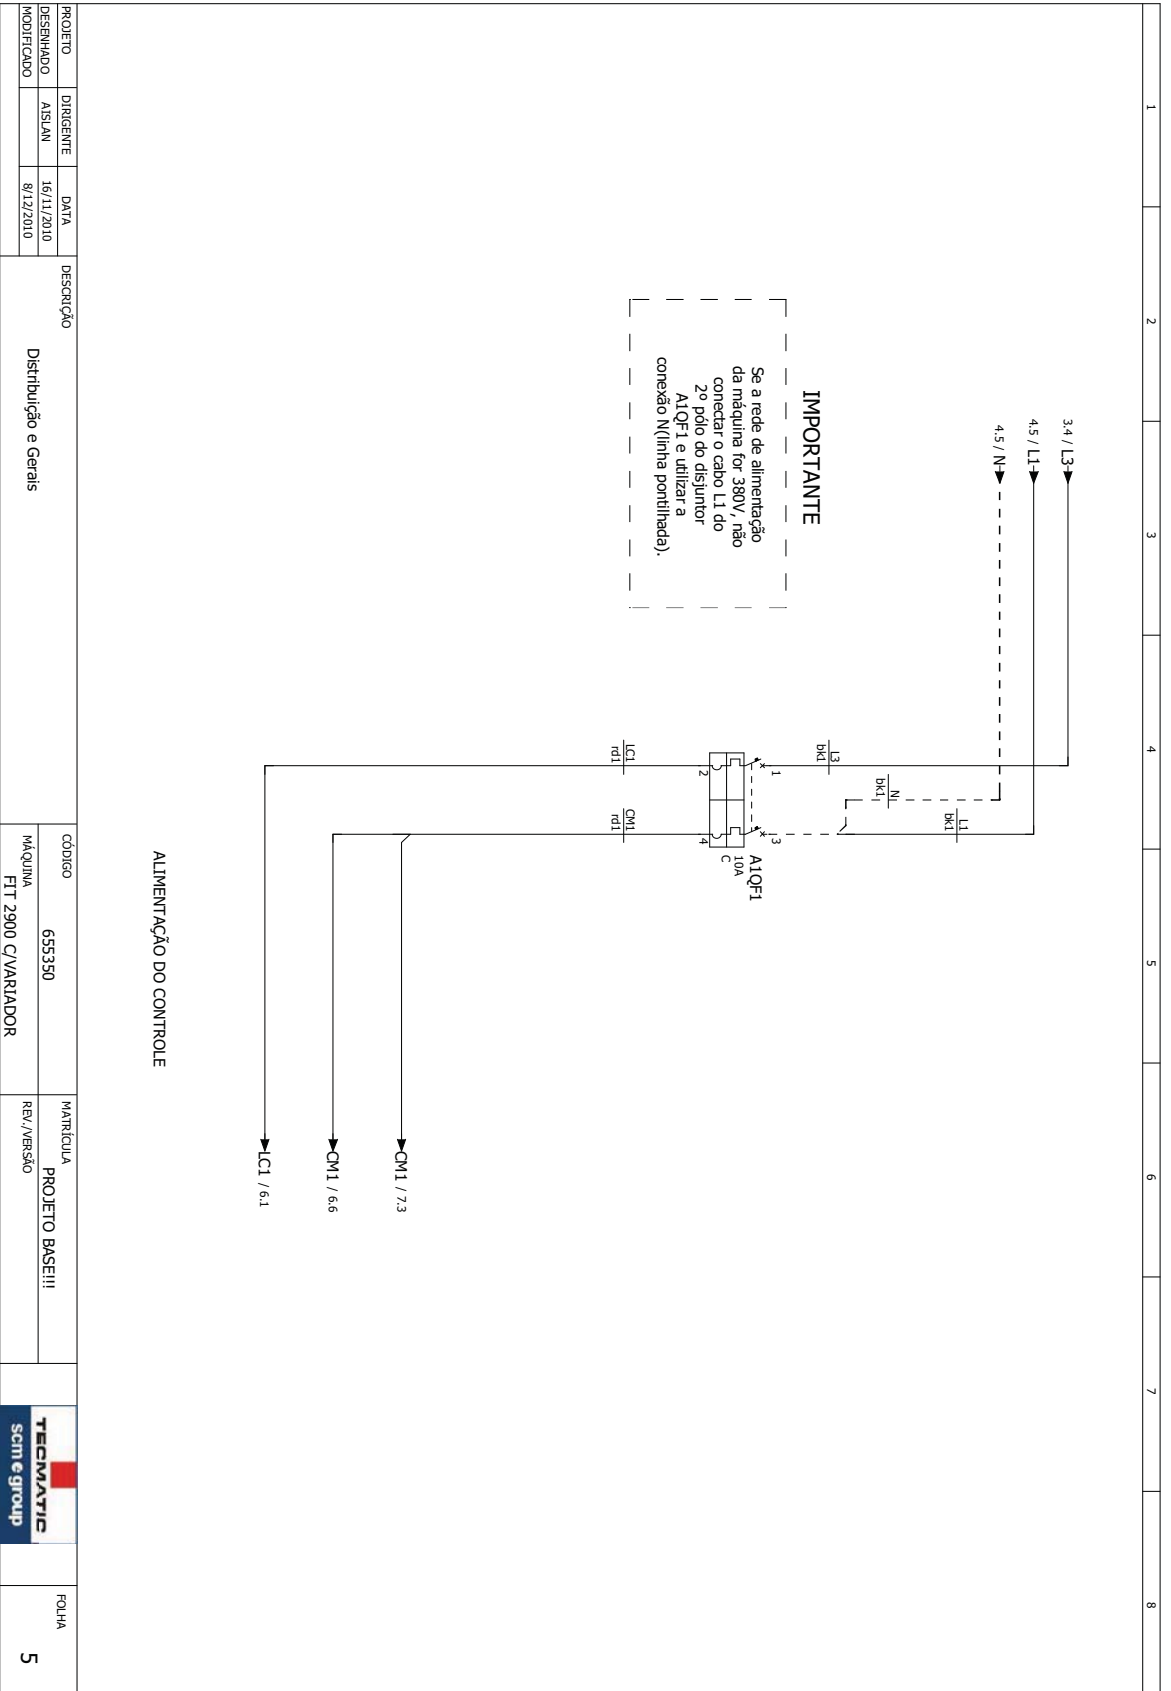 1 2 3 4 5 6 7 8
3.4 / L3
4.5 / L1
4.5 / N
IMPORTANTE
Se a rede de alimentação
da máquina for 380V, não
conectar o cabo L1 do
2º pólo do disjuntor
A1QF1 e utilizar a
conexão N(linha pontilhada).
L3
bk1
N
bk1
L1
bk1
1
3
A1QF1
10A
C
2
4
LC1
rd1
CM1
rd1
CM1 / 7.3
CM1 / 6.6
LC1 / 6.1
ALIMENTAÇÃO DO CONTROLE
PROJETO DIRIGENTE DATA
DESENHADO AISLAN 16/11/2010
MODIFICADO 8/12/2010
DESCRIÇÃO
Distribuição e Gerais
CÓDIGO
655350
MÁQUINA
FIT 2900 C/VARIADOR
MATRÍCULA
PROJETO BASE!!!
REV./VERSÃO
TECMATIC
scm group
FOLHA
5